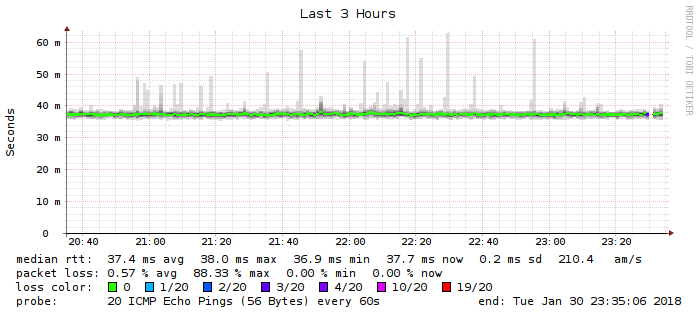 Last 3 Hours
RRDTOOL / TOBI OETIKER
Seconds
60 m
50 m
40 m
30 m
20 m
10 m
0
20:40 21:00 21:20 21:40 22:00 22:20 22:40 23:00 23:20
median rtt: 37.4 ms avg 38.0 ms max 36.9 ms min 37.7 ms now 0.2 ms sd 210.4 am/s
packet loss: 0.57 % avg 88.33 % max 0.00 % min 0.00 % now
loss color: 0 1/20 2/20 3/20 4/20 10/20 19/20
probe: 20 ICMP Echo Pings (56 Bytes) every 60s end: Tue Jan 30 23:35:06 2018